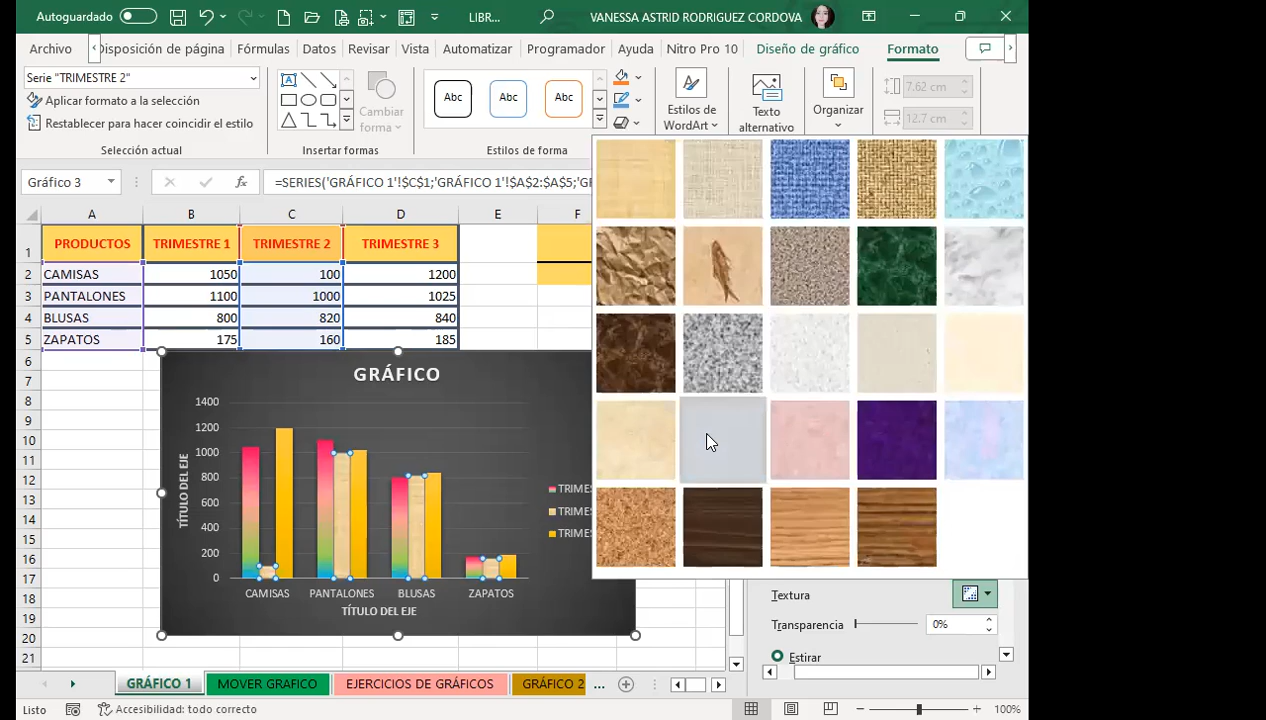 Autoguardado
LIBR...
VANESSA ASTRID RODRIGUEZ CORDOVA
Archivo
Disposición de página
Fórmulas
Datos
Revisar
Vista
Automatizar
Programador
Ayuda
Nitro Pro 10
Diseño de gráfico
Formato
Serie "TRIMESTRE 2"
Aplicar formato a la selección
Restablecer para hacer coincidir el estilo
Selección actual
Cambiar
forma
Insertar formas
Abc
Abc
Abc
Estilos de forma
Estilos de
WordArt
Texto
alternativo
Organizar
7.62 cm
12.7 cm
Gráfico 3
fx
=SERIES('GRÁFICO 1'!$C$1;'GRÁFICO 1'!$A$2:$A$5;'GF
A B C D E F
1 PRODUCTOS TRIMESTRE 1 TRIMESTRE 2 TRIMESTRE 3
2 CAMISAS 1050 100 1200
3 PANTALONES 1100 1000 1025
4 BLUSAS 800 820 840
5 ZAPATOS 175 160 185
6
7
8
9
10
11
12
13
14
15
16
17
18
19
20
21
GRÁFICO
TÍTULO DEL EJE
1400
1200
1000
800
600
400
200
0
CAMISAS PANTALONES BLUSAS ZAPATOS
TÍTULO DEL EJE
TRIMES
TRIMES
TRIMES
Textura
Transparencia
0%
Estirar
GRÁFICO 1
MOVER GRAFICO
EJERCICIOS DE GRÁFICOS
GRÁFICO 2
...
Listo
Accesibilidad: todo correcto
100%